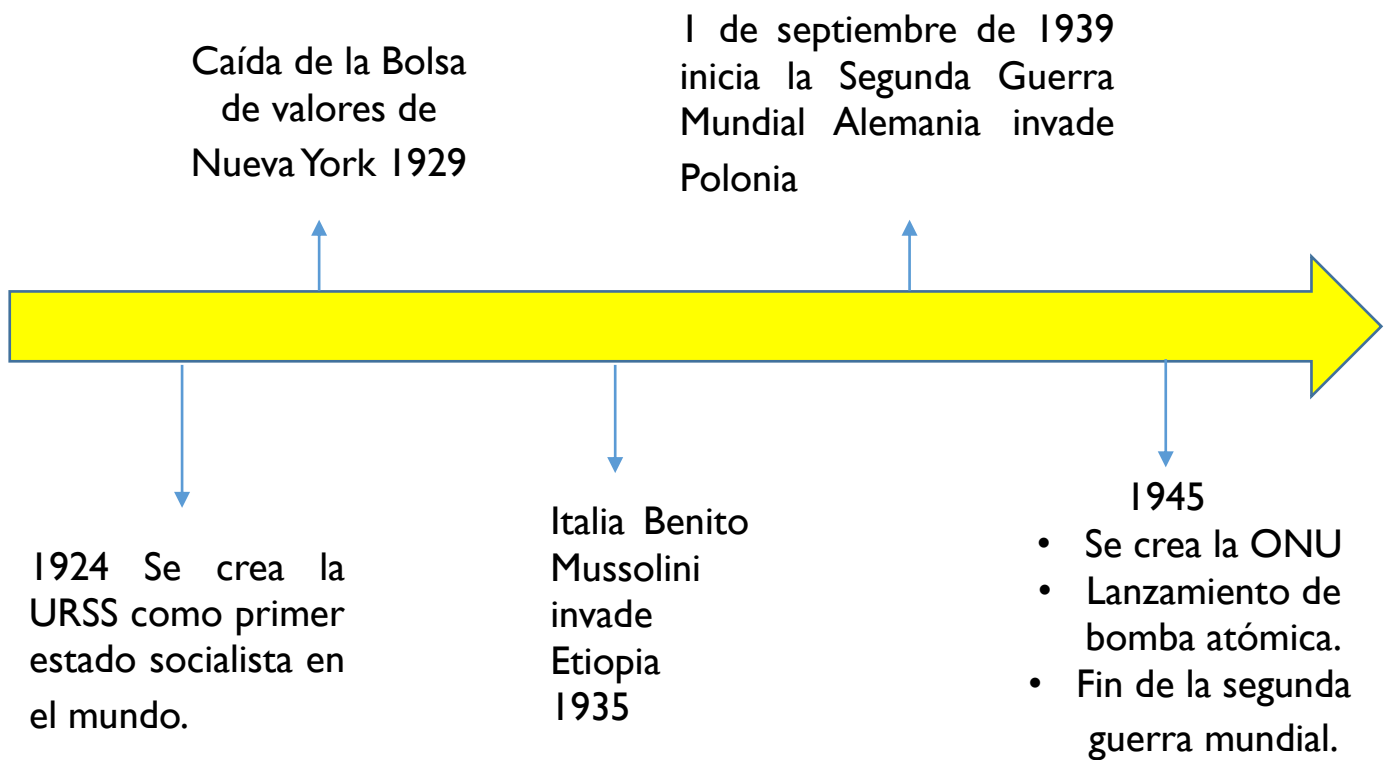 Caída de la Bolsa
de valores de
Nueva York 1929
1 de septiembre de 1939
inicia la Segunda Guerra
Mundial Alemania invade
Polonia
1924 Se crea la
URSS como primer
estado socialista en
el mundo.
Italia Benito
Mussolini
invade
Etiopia
1935
1945
• Se crea la ONU
• Lanzamiento de
bomba atómica.
• Fin de la segunda
guerra mundial.